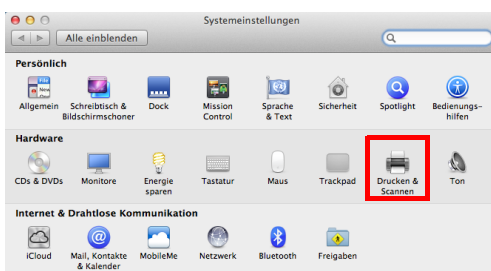 Systemeinstellungen
Alle einblenden
Persönlich
Allgemein
Schreibtisch &
Bildschirmschoner
Dock
Mission
Control
Sprache
& Text
Sicherheit
Spotlight
Bedienungs-
hilfen
Hardware
CDs & DVDs
Monitore
Energie
sparen
Tastatur
Maus
Trackpad
Drucken &
Scannen
Ton
Internet & Drahtlose Kommunikation
iCloud
Mail, Kontakte
& Kalender
MobileMe
Netzwerk
Bluetooth
Freigaben